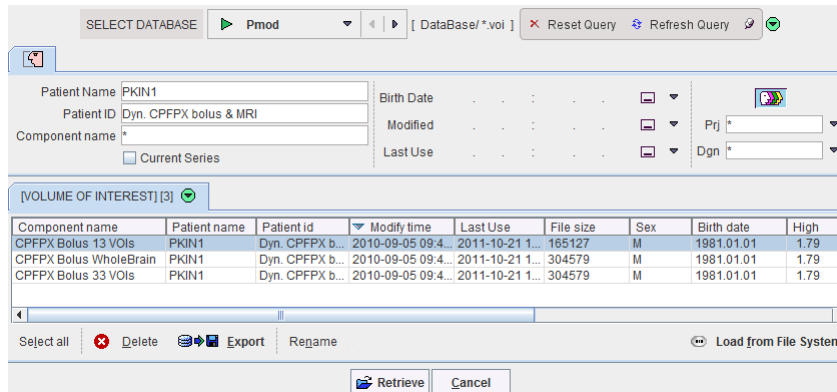 SELECT DATABASE Pmod [ DataBase/ *.voi ] Reset Query Refresh Query
Patient Name PKIN1
Patient ID Dyn. CPFPX bolus & MRI
Component name *
Current Series
Birth Date . . : . .
Modified . . : . .
Last Use . . : . .
Prj *
Dgn *
[VOLUME OF INTEREST] [3]
Component name Patient name Patient id Modify time Last Use File size Sex Birth date High
CPFPX Bolus 13 VOIs PKIN1 Dyn. CPFPX b... 2010-09-05 09:4... 2011-10-21 1... 165127 M 1981.01.01 1.79
CPFPX Bolus WholeBrain PKIN1 Dyn. CPFPX b... 2010-09-05 09:4... 2011-10-21 1... 304579 M 1981.01.01 1.79
CPFPX Bolus 33 VOIs PKIN1 Dyn. CPFPX b... 2010-09-05 09:4... 2011-10-21 1... 304579 M 1981.01.01 1.79
Select all Delete Export Rename Load from File System
Retrieve Cancel